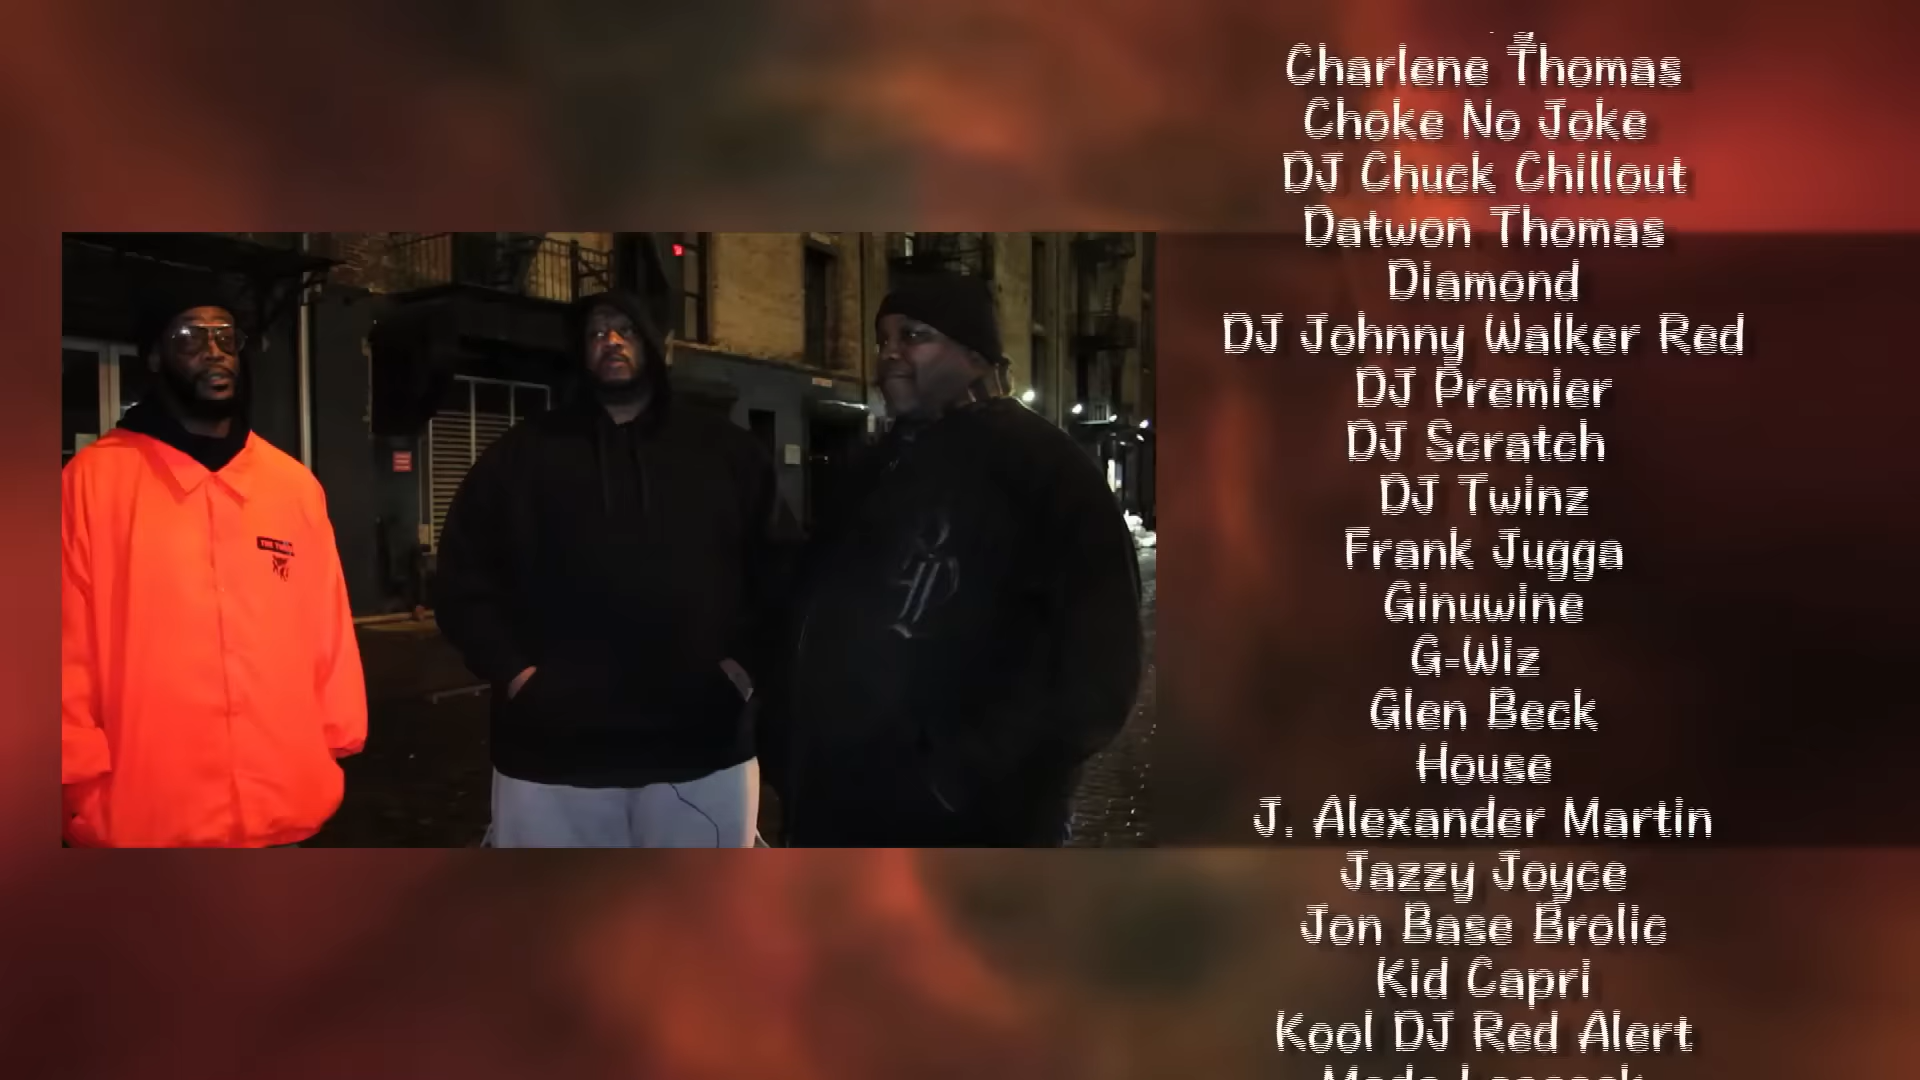 Charlene Thomas
Choke No Joke
DJ Chuck Chillout
Datwon Thomas
Diamond
DJ Johnny Walker Red
DJ Premier
DJ Scratch
DJ Twinz
Frank Jugga
Ginuwine
G-Wiz
Glen Beck
House
J. Alexander Martin
Jazzy Joyce
Jon Base Brolic
Kid Capri
Kool DJ Red Alert